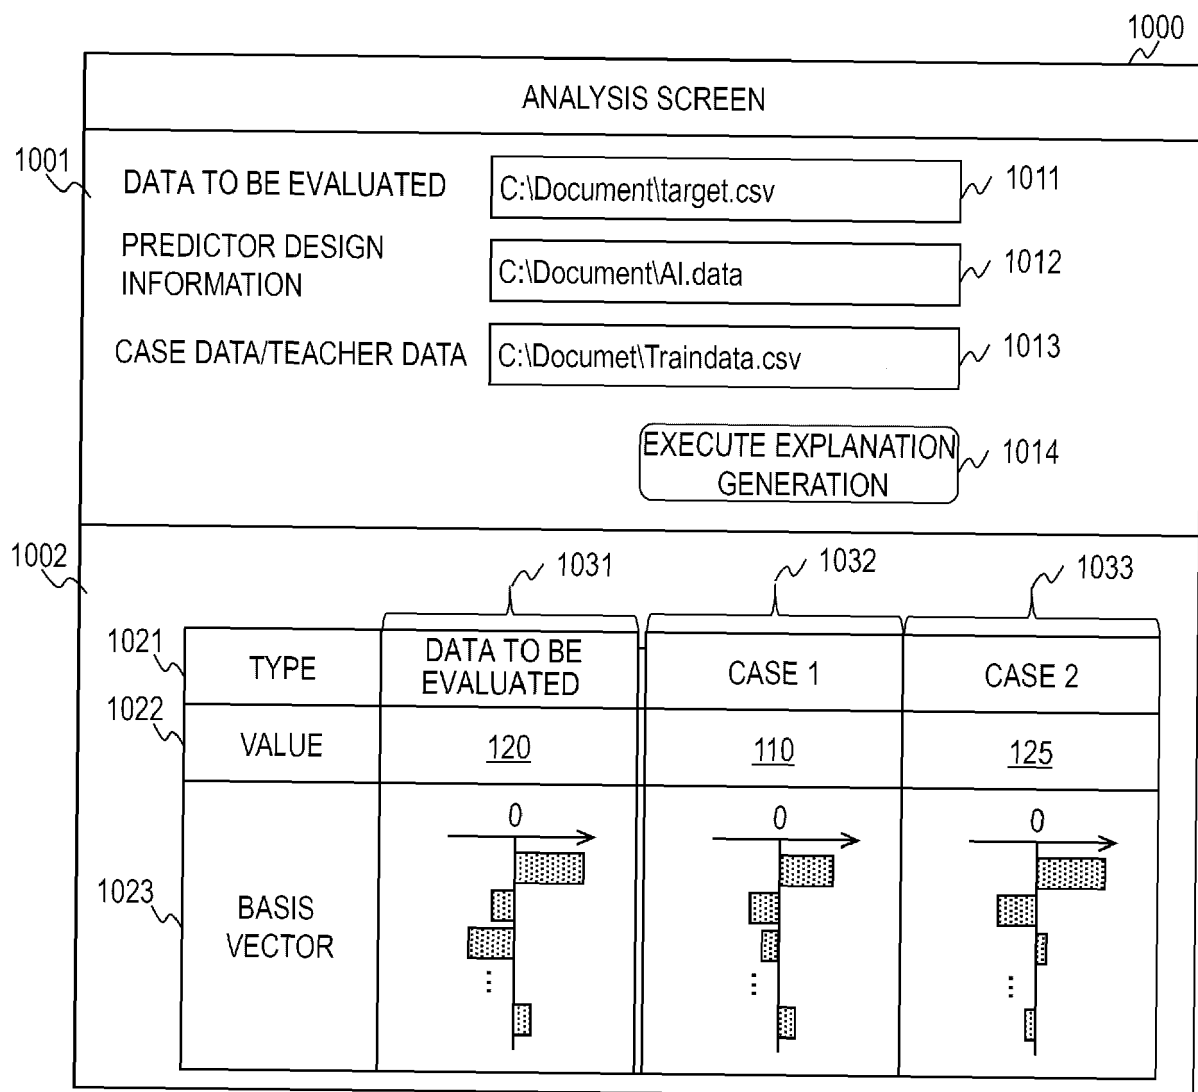 1000
ANALYSIS SCREEN
1001
DATA TO BE EVALUATED
C:\Document\target.csv
1011
PREDICTOR DESIGN
INFORMATION
C:\Document\AI.data
1012
CASE DATA/TEACHER DATA
C:\Documet\Traindata.csv
1013
EXECUTE EXPLANATION
GENERATION
1014
1002
1031
1032
1033
1021
TYPE
DATA TO BE
EVALUATED
CASE 1
CASE 2
1022
VALUE
120
110
125
1023
BASIS
VECTOR
0
0
0
...
...
...